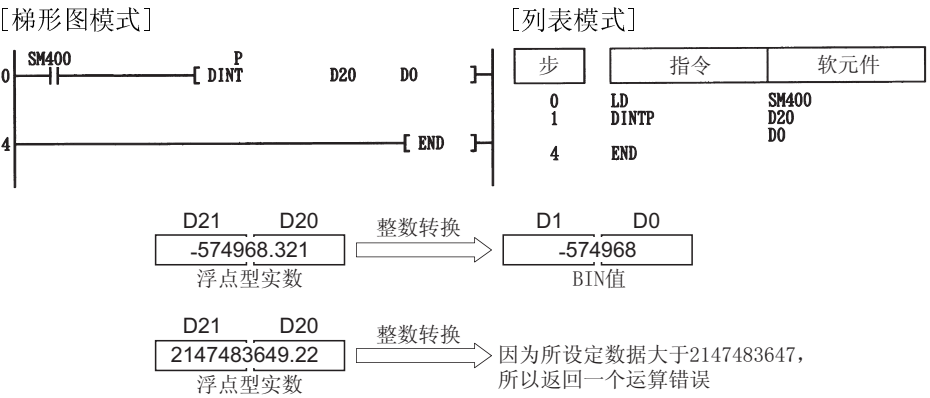 [梯形图模式]
[列表模式]
SM400
P
0
DINT D20 D0
4
END
步 指令 软元件
0 LD SM400
1 DINTP D20
D0
4 END
D21 D20
整数转换
D1 D0
-574968.321
-574968
浮点型实数
BIN值
D21 D20
整数转换
2147483649.22
因为所设定数据大于2147483647,
所以返回一个运算错误
浮点型实数